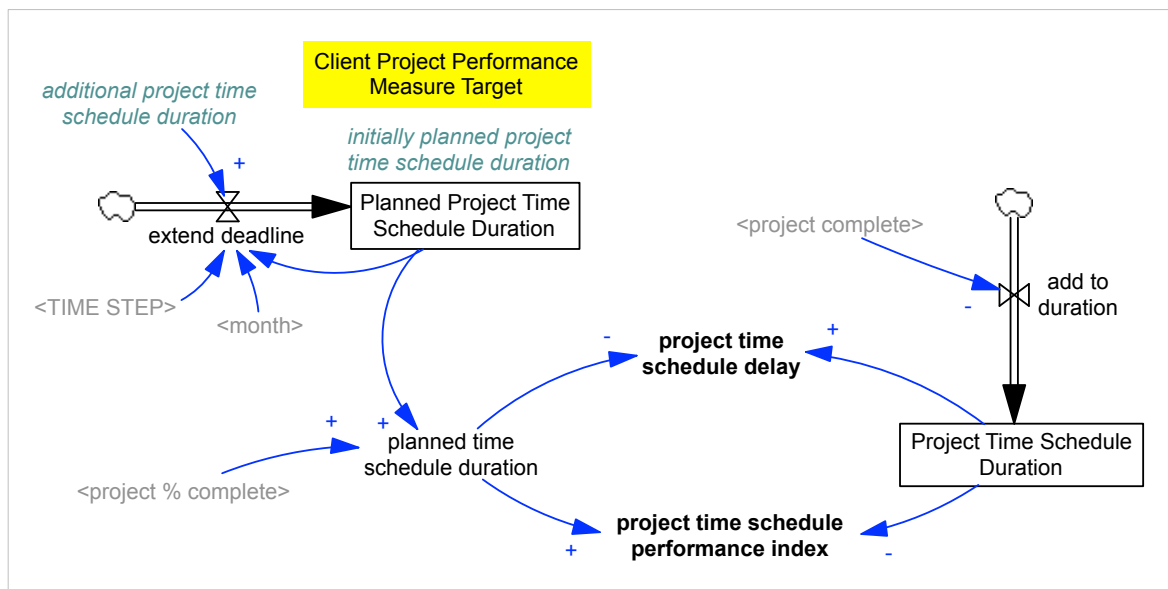 Client Project Performance
Measure Target
additional project time
schedule duration
initially planned project
time schedule duration
+
Planned Project Time
Schedule Duration
extend deadline
<project complete>
<TIME STEP>
<month>
add to
duration
-
-
project time
schedule delay
+
+
+
planned time
schedule duration
Project Time Schedule
Duration
<project % complete>
project time schedule
performance index
+
-